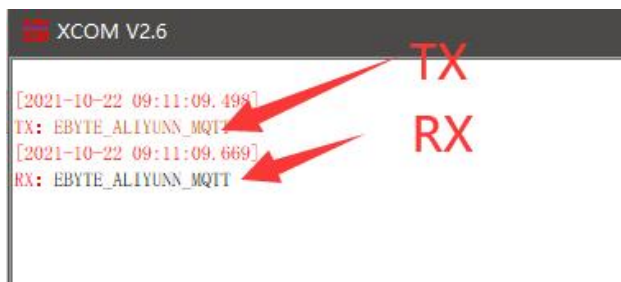 XCOM V2.6
TX
[2021-10-22 09:11:09.498]
TX: EBYTE_ALIYUNN_MQTT
[2021-10-22 09:11:09.669]
RX
RX: EBYTE_ALIYUNN_MQTT